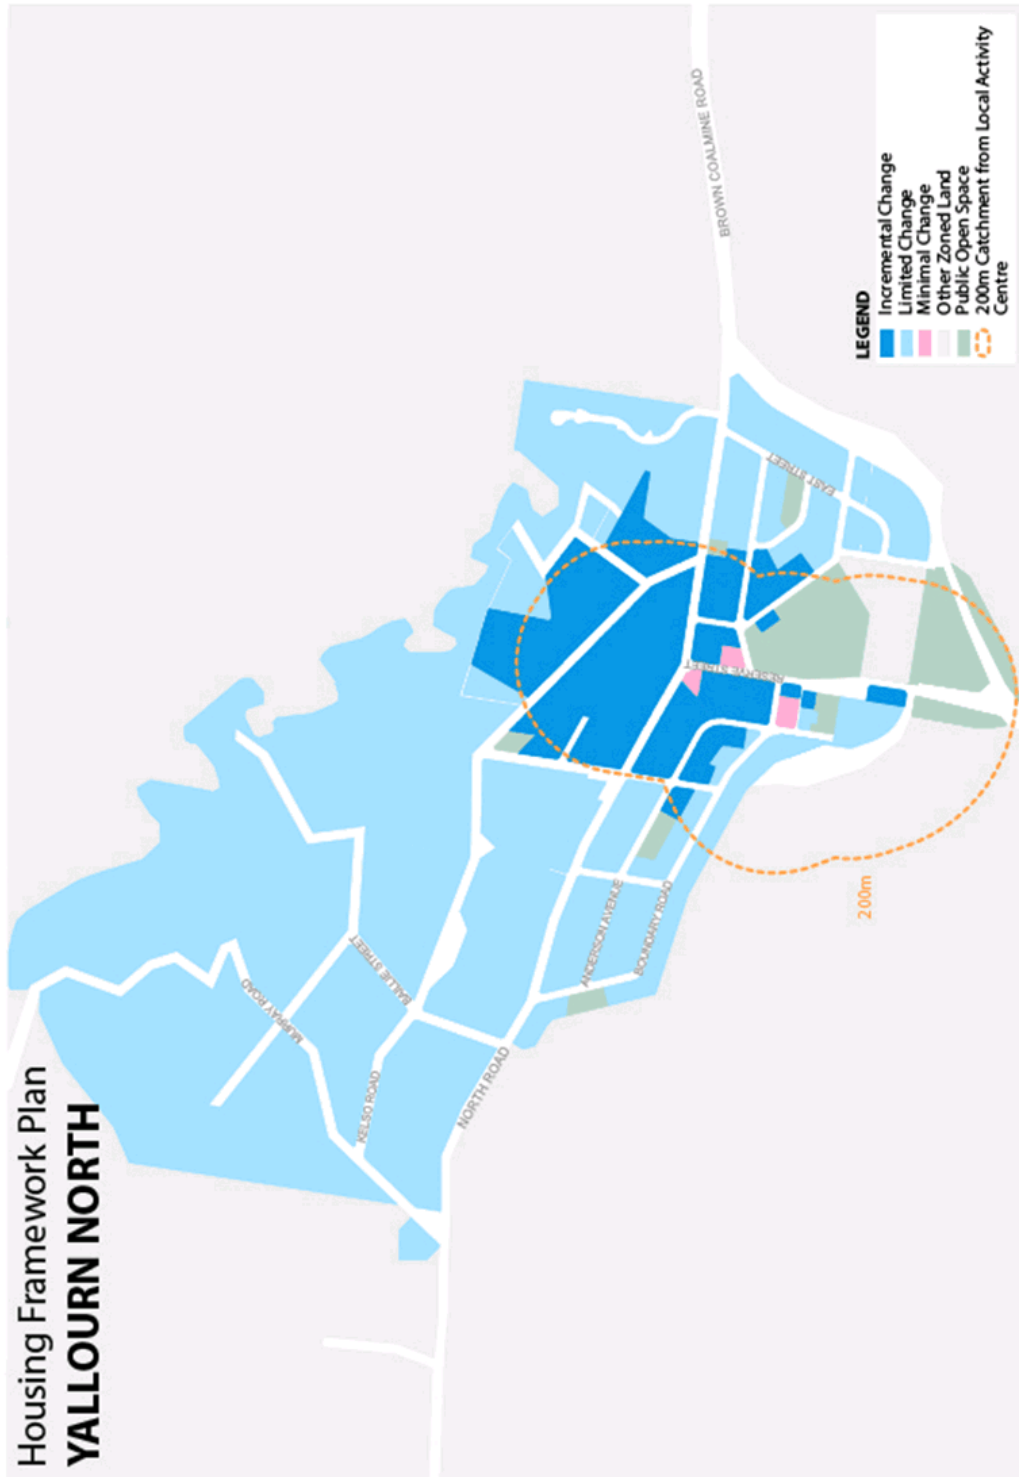 Housing Framework Plan
YALLOURN NORTH
MURRAY ROAD
BAILLIE STREET
KELSO ROAD
NORTH ROAD
ANDERSON AVENUE
BOUNDARY ROAD
RESERVE STREET
EAST STREET
BROWN COALMINE ROAD
200m
LEGEND
Incremental Change
Limited Change
Minimal Change
Other Zoned Land
Public Open Space
200m Catchment from Local Activity
Centre